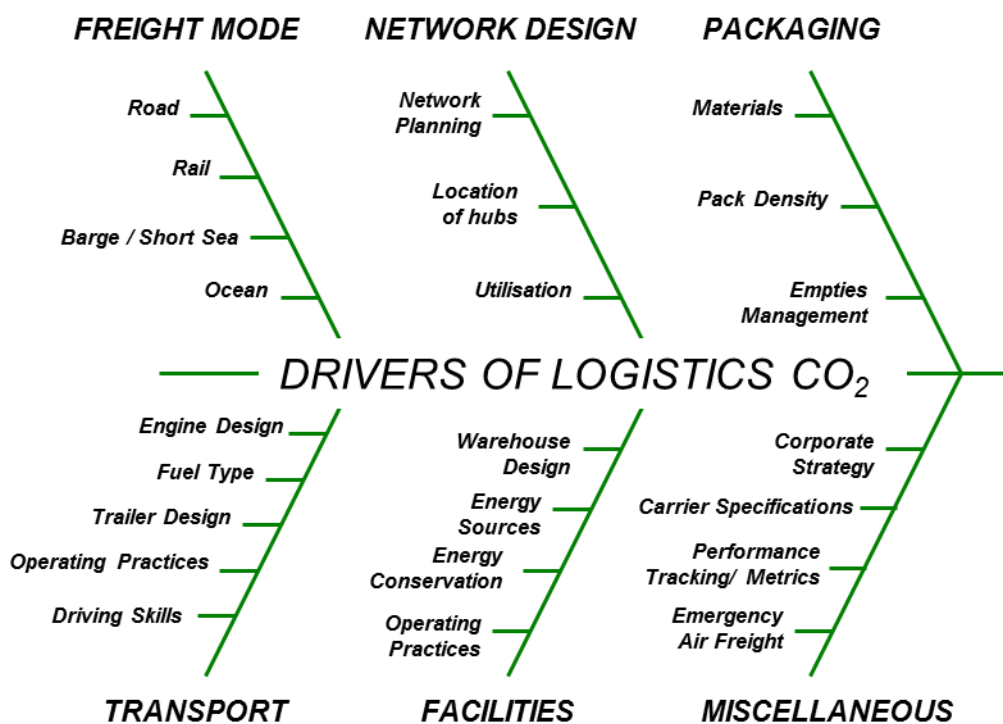 FREIGHT MODE
NETWORK DESIGN
PACKAGING
Road
Rail
Barge / Short Sea
Ocean
Network
Planning
Location
of hubs
Utilisation
Materials
Pack Density
Empties
Management
DRIVERS OF LOGISTICS CO₂
Engine Design
Fuel Type
Trailer Design
Operating Practices
Driving Skills
Warehouse
Design
Energy
Sources
Energy
Conservation
Operating
Practices
Corporate
Strategy
Carrier Specifications
Performance
Tracking/ Metrics
Emergency
Air Freight
TRANSPORT
FACILITIES
MISCELLANEOUS